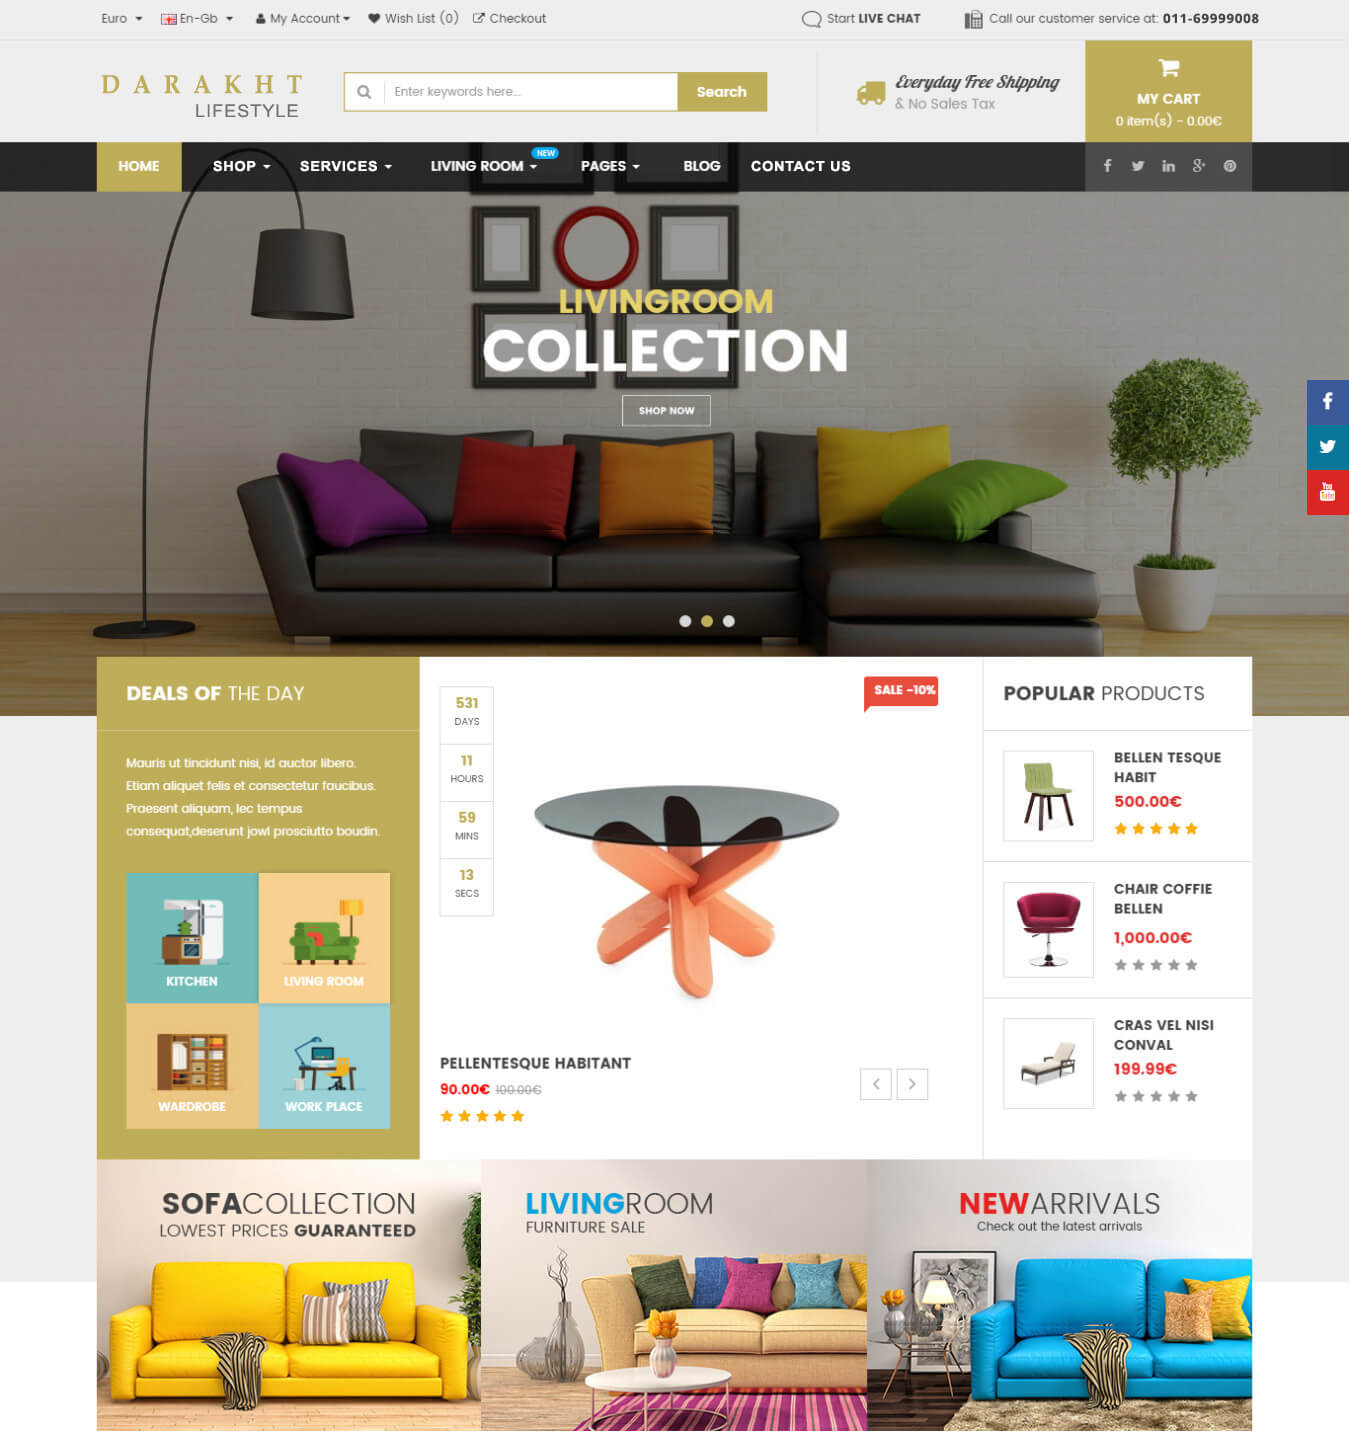 Euro En-Gb My Account Wish List (0) Checkout Start LIVE CHAT Call our customer service at: 011-69999008
DARAKHT
LIFESTYLE
Enter keywords here...
Search
Everyday Free Shipping
& No Sales Tax
MY CART
0 item(s) - 0.00€
HOME SHOP SERVICES LIVING ROOM NEW PAGES BLOG CONTACT US
LIVINGROOM
COLLECTION
SHOP NOW
You
Tube
DEALS OF THE DAY
Mauris ut tincidunt nisi, id auctor libero.
Etiam aliquet felis et consectetur faucibus.
Praesent aliquam, lec tempus
consequat,deserunt jowl prosciutto boudin.
KITCHEN
LIVING ROOM
WARDROBE
WORK PLACE
531
DAYS
11
HOURS
59
MINS
13
SECS
SALE -10%
PELLENTESQUE HABITANT
90.00€ 100.00€
POPULAR PRODUCTS
BELLEN TESQUE
HABIT
500.00€
CHAIR COFFIE
BELLEN
1,000.00€
CRAS VEL NISI
CONVAL
199.99€
SOFACOLLECTION
LOWEST PRICES GUARANTEED
LIVINGROOM
FURNITURE SALE
NEWARRIVALS
Check out the latest arrivals